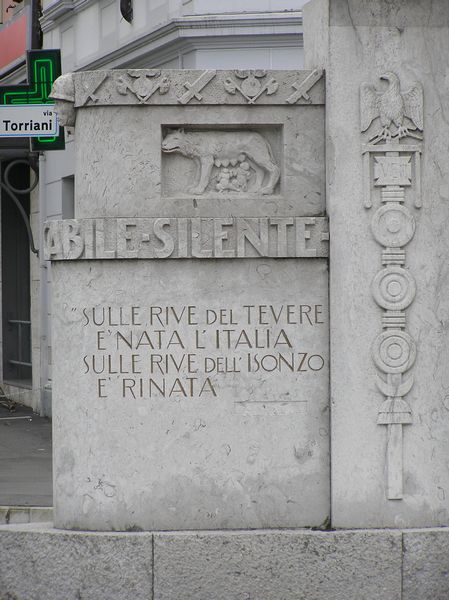 via
Torriani
ABILE-SILENTE-
"SULLE RIVE DEL TEVERE
E'NATA L'ITALIA
SULLE RIVE DELL'ISONZO
E' RINATA